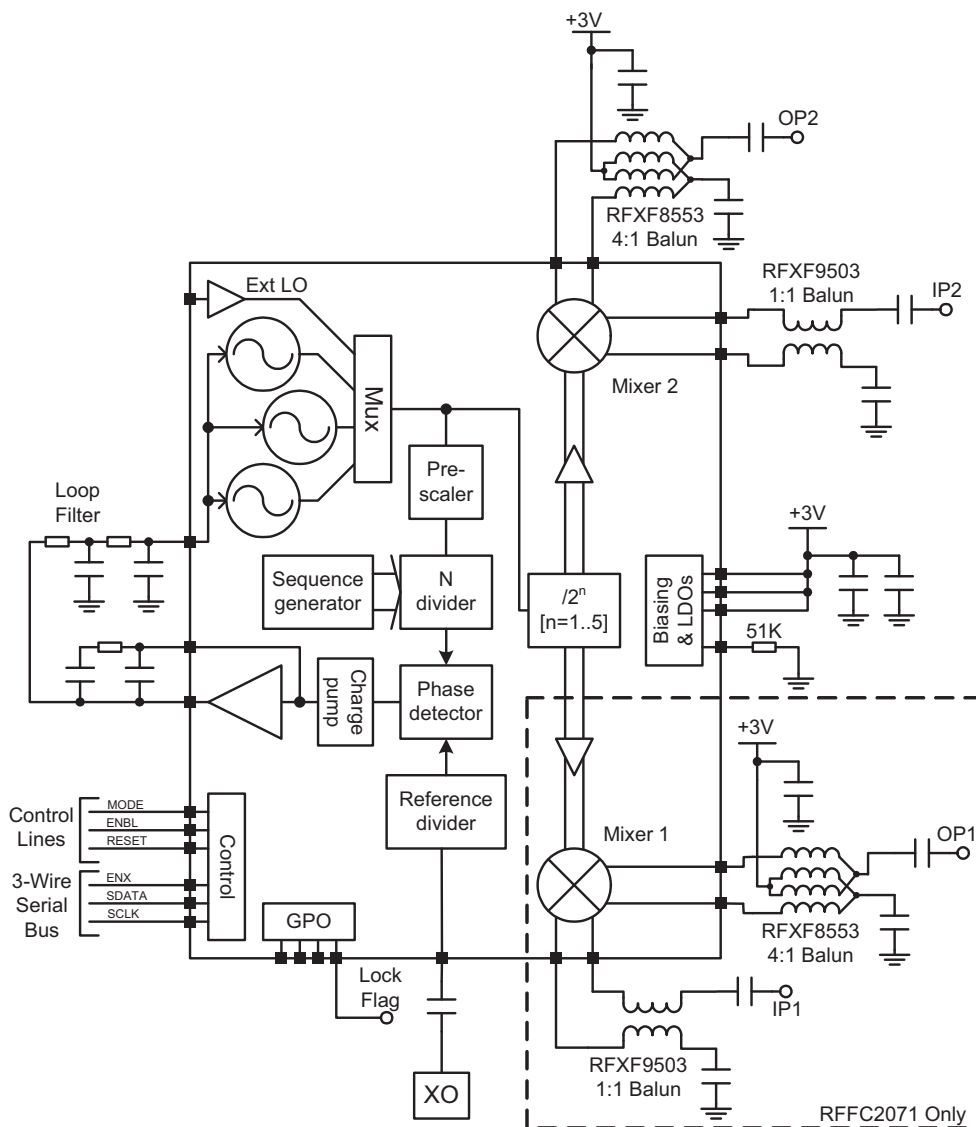 +3V
OP2
RFXF8553
4:1 Balun
RFXF9503
1:1 Balun
IP2
Ext LO
Mux
Mixer 2
Pre-
scaler
Loop
Filter
+3V
Sequence
generator
N
divider
/2ⁿ
[n=1..5]
Biasing
& LDOs
51K
Charge
pump
Phase
detector
+3V
Reference
divider
Mixer 1
OP1
Control
Lines
MODE
ENBL
RESET
3-Wire
Serial
Bus
ENX
SDATA
SCLK
Control
GPO
RFXF8553
4:1 Balun
Lock
Flag
IP1
RFXF9503
1:1 Balun
XO
RFFC2071 Only